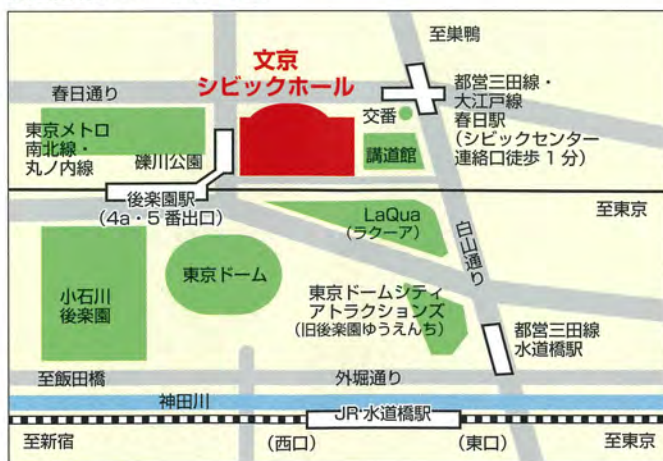 至巣鴨
文京
シビックホール
春日通り
都営三田線・
大江戸線
春日駅
(シビックセンター
連絡口徒歩1分)
交番
東京メトロ
南北線・
丸ノ内線
礫川公園
講道館
後楽園駅
(4a・5番出口)
至東京
LaQua
(ラクーア)
白山通り
東京ドーム
小石川
後楽園
東京ドームシティ
アトラクションズ
(旧後楽園ゆうえんち)
都営三田線
水道橋駅
至飯田橋
外堀通り
神田川
JR・水道橋駅
至新宿
(西口)
(東口)
至東京